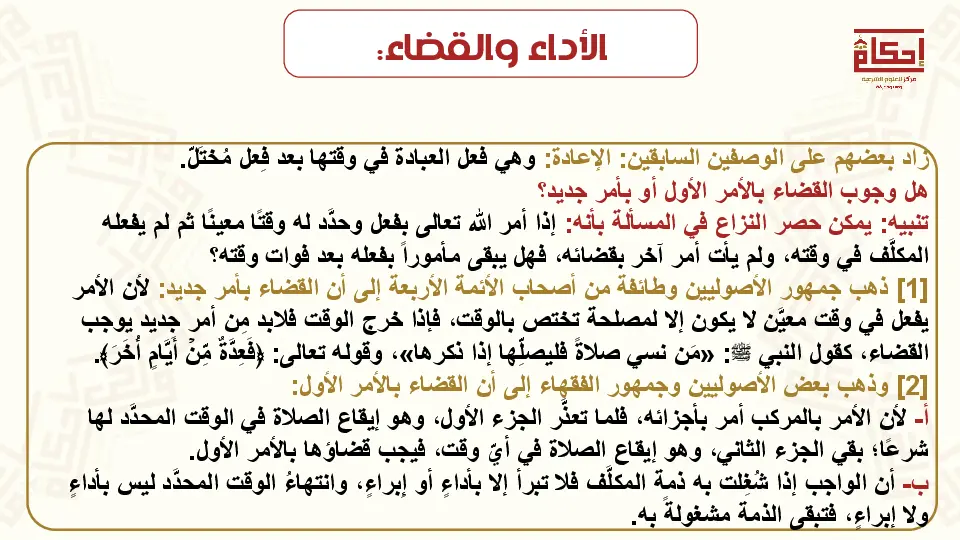 الأداء والقضاء:
إحكام
مركز للعلوم الشرعية
زاد بعضهم على الوصفين السابقين: الإعادة: وهي فعل العبادة في وقتها بعد فِعل مُختَلّ.
هل وجوب القضاء بالأمر الأول أو بأمر جديد؟
تنبيه: يمكن حصر النزاع في المسألة بأنه: إذا أمر الله تعالى بفعل وحدَّد له وقتًا معينًا ثم لم يفعله
المكلَّف في وقته، ولم يأت أمر آخر بقضائه، فهل يبقى مأموراً بفعله بعد فوات وقته؟
[1] ذهب جمهور الأصوليين وطائفة من أصحاب الأئمة الأربعة إلى أن القضاء بأمر جديد: لأن الأمر
يفعل في وقت معيَّن لا يكون إلا لمصلحة تختص بالوقت، فإذا خرج الوقت فلابد مِن أمر جديد يوجب
القضاء، كقول النبي ﷺ: «مَن نسي صلاةً فليصلِّها إذا ذكرها»، وقوله تعالى: ﴿فَعِدَّةٌ مِّنۡ أَيَّامٍ أُخَرَ﴾.
[2] وذهب بعض الأصوليين وجمهور الفقهاء إلى أن القضاء بالأمر الأول:
أ- لأن الأمر بالمركب أمر بأجزائه، فلما تعذَّر الجزء الأول، وهو إيقاع الصلاة في الوقت المحدَّد لها
شرعًا؛ بقي الجزء الثاني، وهو إيقاع الصلاة في أيّ وقت، فيجب قضاؤها بالأمر الأول.
ب- أن الواجب إذا شُغِلت به ذمة المكلَّف فلا تبرأ إلا بأداءٍ أو إبراءٍ، وانتهاءُ الوقت المحدَّد ليس بأداءٍ
ولا إبراءٍ، فتبقى الذمة مشغولةً به.